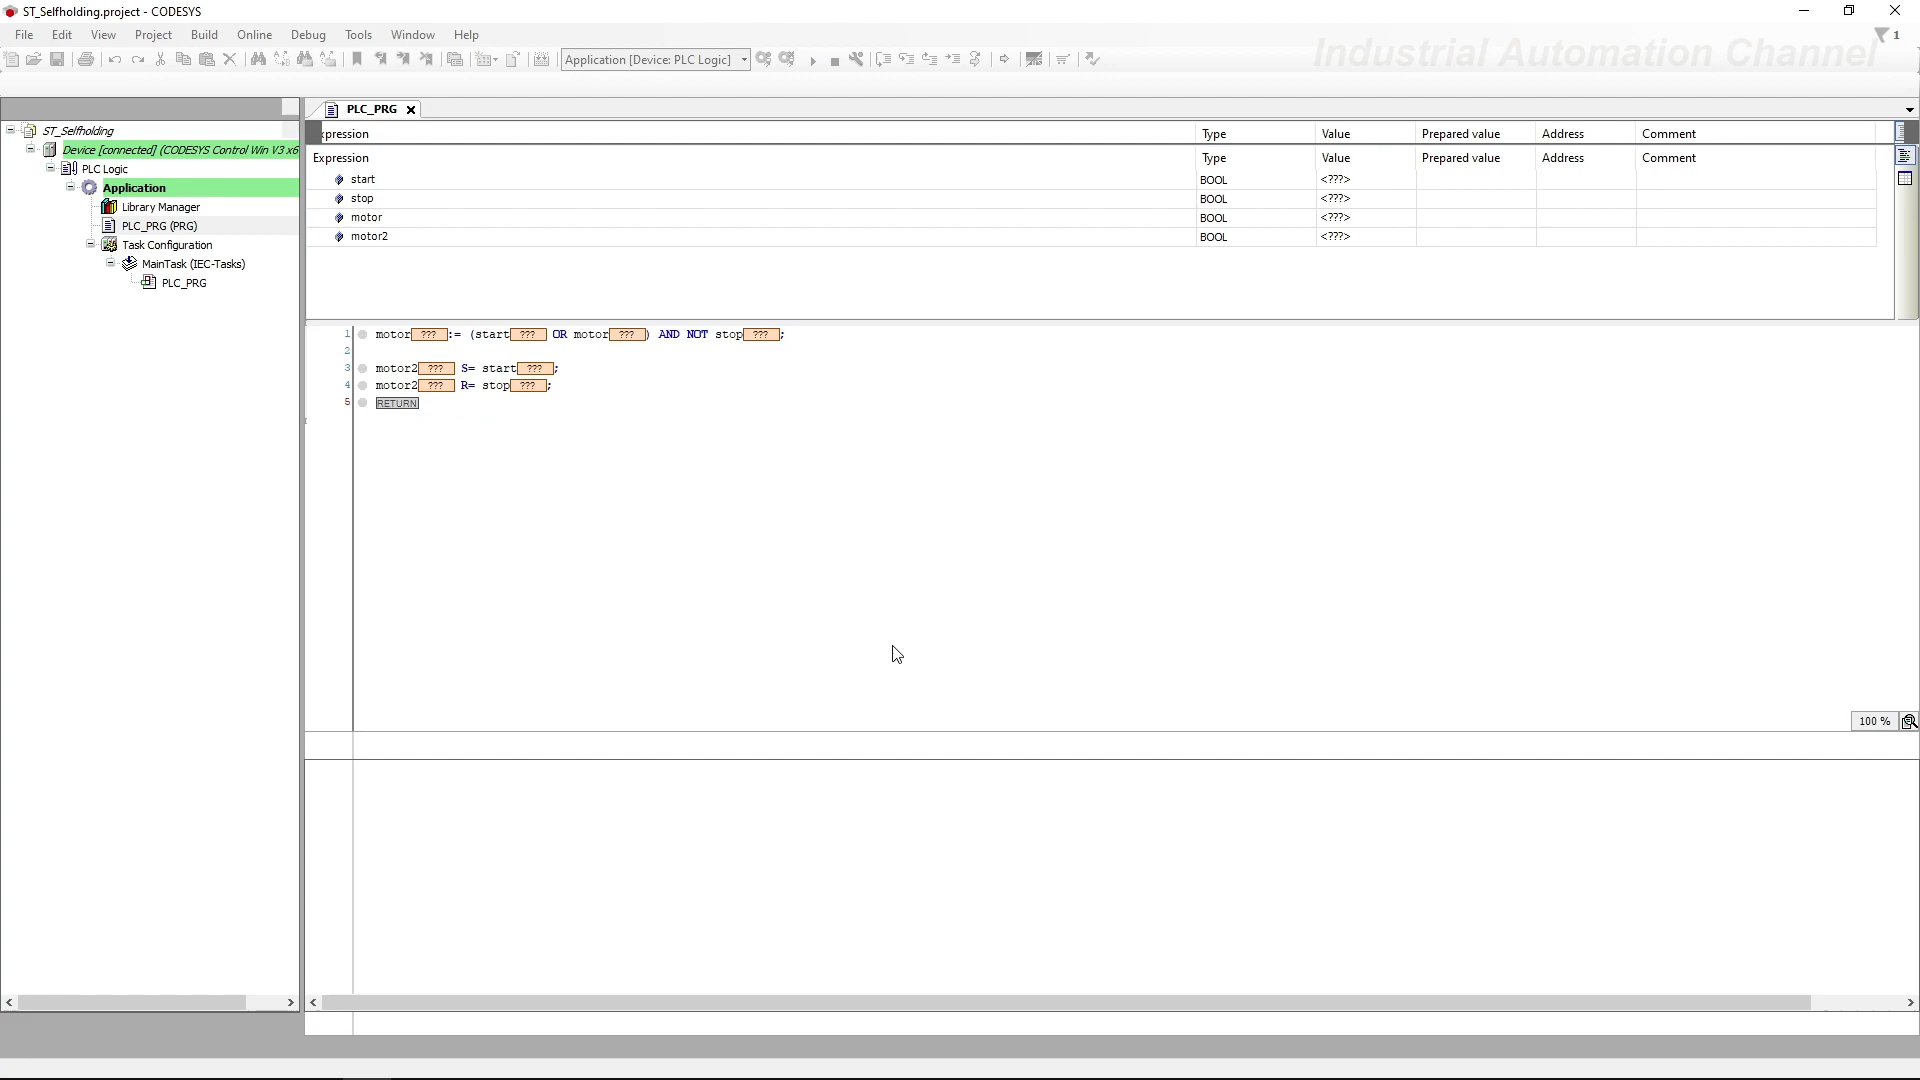 ST_Selfholding.project - CODESYS
File Edit View Project Build Online Debug Tools Window Help
1
Industrial Automation Channel
Application [Device: PLC Logic]
PLC_PRG
ST_Selfholding
Device [connected] (CODESYS Control Win V3 x6
PLC Logic
Application
Library Manager
PLC_PRG (PRG)
Task Configuration
MainTask (IEC-Tasks)
PLC_PRG
xpression Type Value Prepared value Address Comment
Expression Type Value Prepared value Address Comment
start BOOL <???>
stop BOOL <???>
motor BOOL <???>
motor2 BOOL <???>
1 motor ??? := (start ??? OR motor ??? ) AND NOT stop ??? ;
2
3 motor2 ??? S= start ??? ;
4 motor2 ??? R= stop ??? ;
5 RETURN
100 %